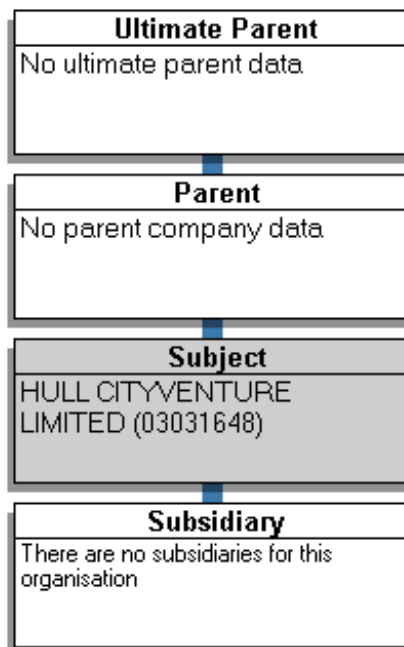 Ultimate Parent
No ultimate parent data
Parent
No parent company data
Subject
HULL CITYVENTURE
LIMITED (03031648)
Subsidiary
There are no subsidiaries for this
organisation